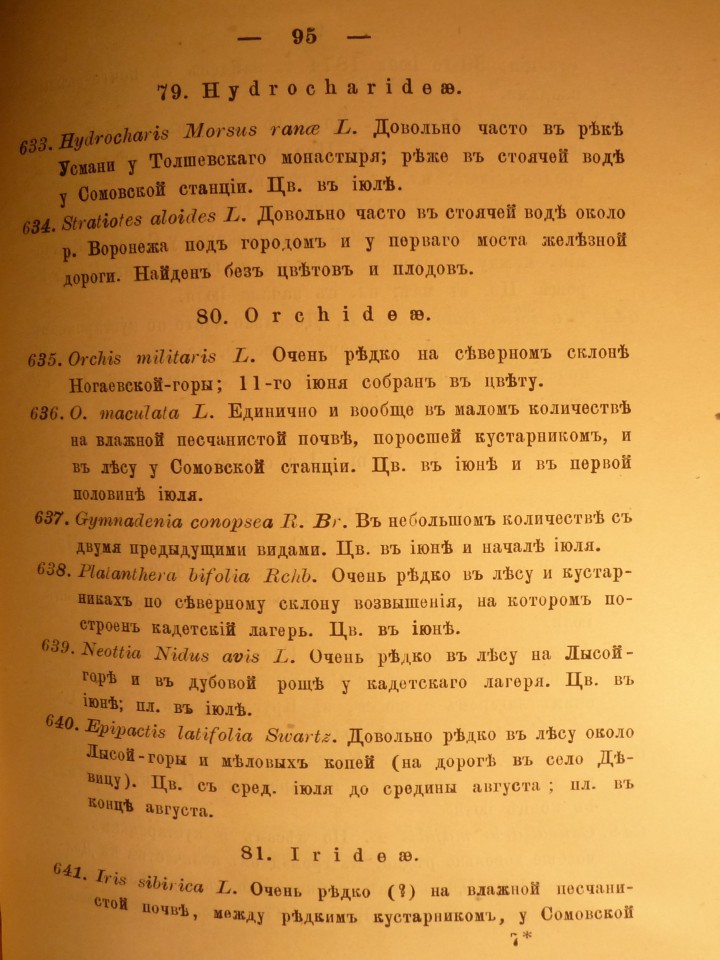 — 95 —
79. Hydrocharideæ.
633. Hydrocharis Morsus ranæ L. Довольно часто въ рѣкѣ
Усмани у Толшевскаго монастыря; рѣже въ стоячей водѣ
у Сомовской станціи. Цв. въ іюлѣ.
634. Stratiotes aloides L. Довольно часто въ стоячей водѣ около
р. Воронежа подъ городомъ и у перваго моста желѣзной
дороги. Найденъ безъ цвѣтовъ и плодовъ.
80. Orchideæ.
635. Orchis militaris L. Очень рѣдко на сѣверномъ склонѣ
Ногаевской-горы; 11-го іюня собранъ въ цвѣту.
636. O. maculata L. Единично и вообще въ маломъ количествѣ
на влажной песчанистой почвѣ, поросшей кустарникомъ, и
въ лѣсу у Сомовской станціи. Цв. въ іюнѣ и въ первой
половинѣ іюля.
637. Gymnadenia conopsea R. Br. Въ небольшомъ количествѣ съ
двумя предыдущими видами. Цв. въ іюнѣ и началѣ іюля.
638. Platanthera bifolia Rchb. Очень рѣдко въ лѣсу и кустар-
никахъ по сѣверному склону возвышенія, на которомъ по-
строенъ кадетскій лагерь. Цв. въ іюнѣ.
639. Neottia Nidus avis L. Очень рѣдко въ лѣсу на Лысой-
горѣ и въ дубовой рощѣ у кадетскаго лагеря. Цв. въ
іюнѣ; пл. въ іюлѣ.
640. Epipactis latifolia Swartz. Довольно рѣдко въ лѣсу около
Лысой-горы и мѣловыхъ копей (на дорогѣ въ село Дѣ-
вицу). Цв. съ сред. іюля до средины августа; пл. въ
концѣ августа.
81. Irideæ.
641. Iris sibirica L. Очень рѣдко (?) на влажной песчани-
стой почвѣ, между рѣдкимъ кустарникомъ, у Сомовской
7*